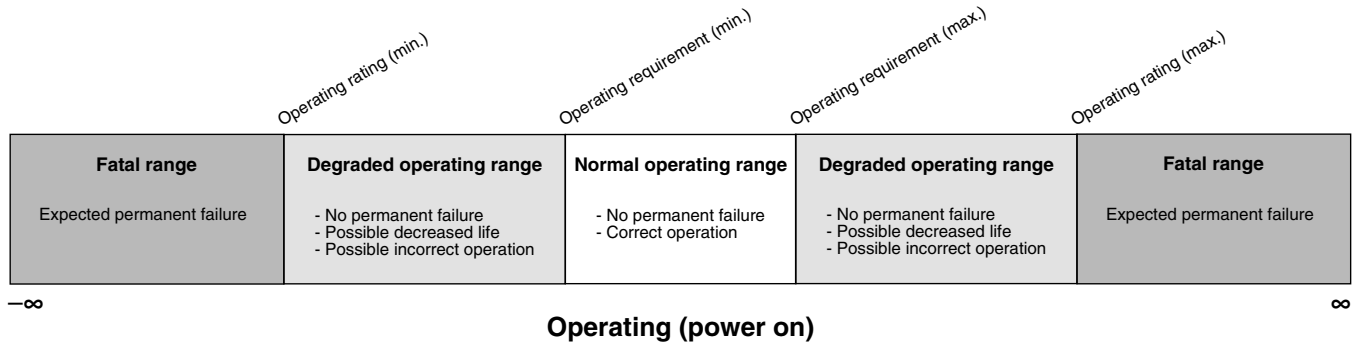 Operating rating (min.)
Operating requirement (min.)
Operating requirement (max.)
Operating rating (max.)
Fatal range
Expected permanent failure
Degraded operating range
- No permanent failure
- Possible decreased life
- Possible incorrect operation
Normal operating range
- No permanent failure
- Correct operation
Degraded operating range
- No permanent failure
- Possible decreased life
- Possible incorrect operation
Fatal range
Expected permanent failure
–∞
∞
Operating (power on)